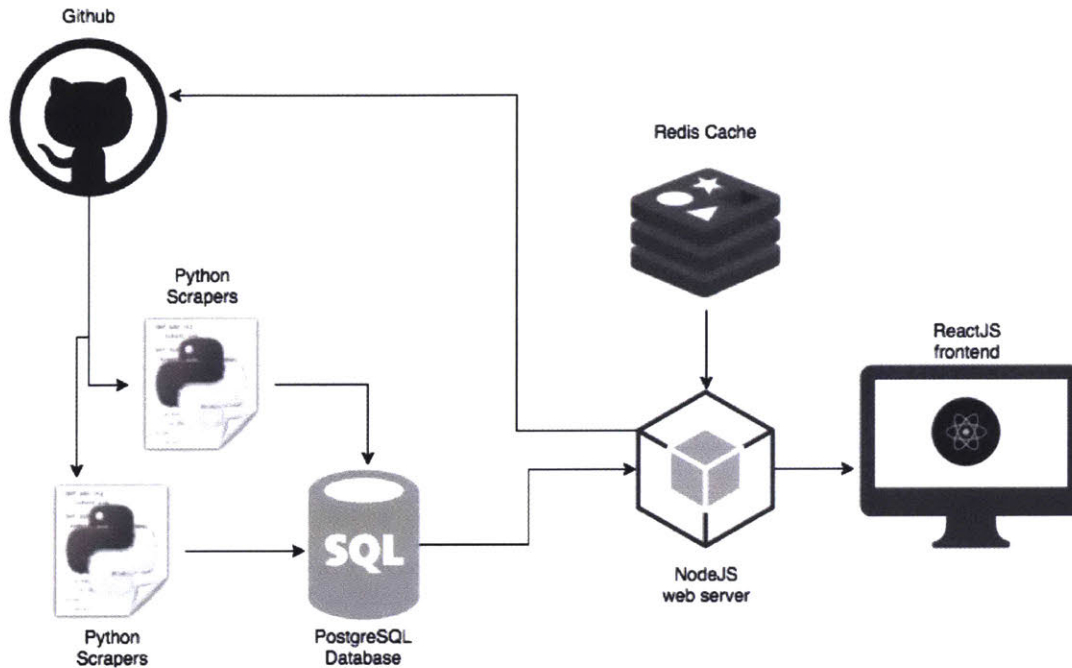 Github
Redis Cache
Python
Scrapers
ReactJS
frontend
SQL
NodeJS
web server
Python
Scrapers
PostgreSQL
Database